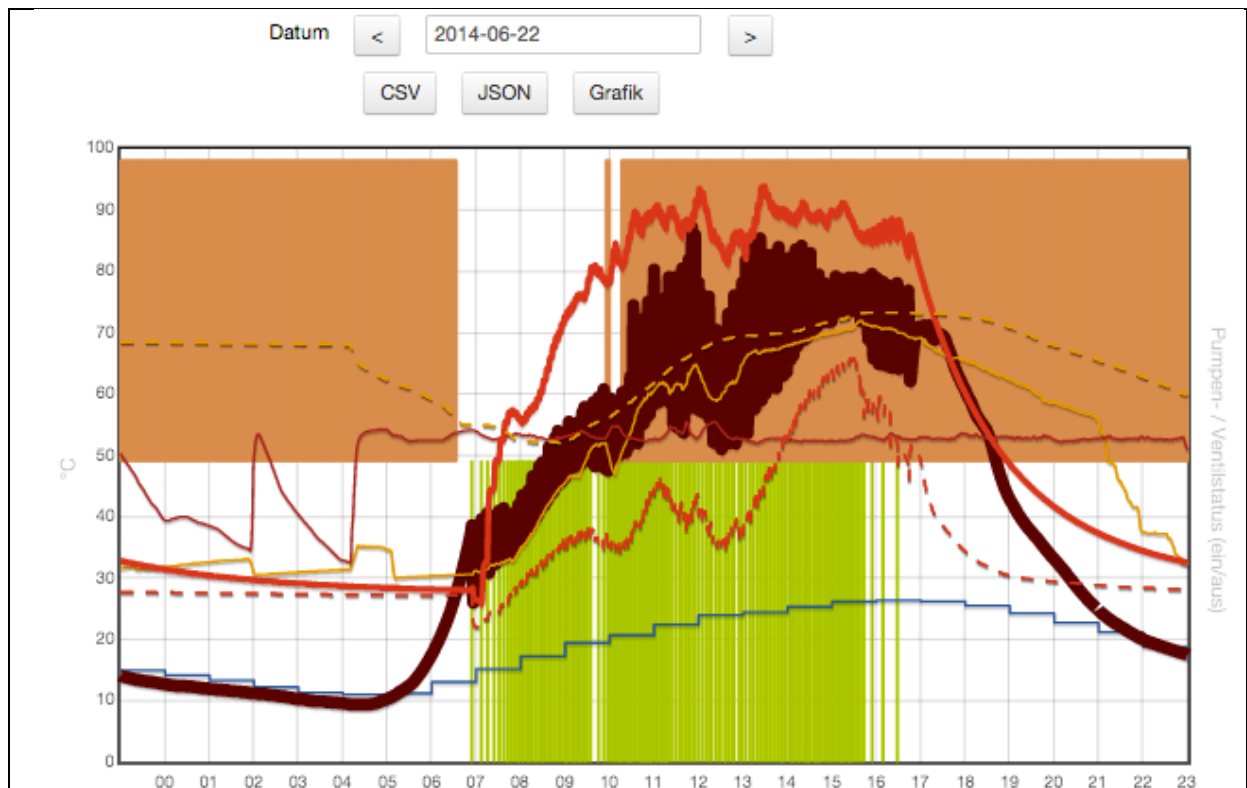 Datum < 2014-06-22 >
CSV JSON Grafik
100
90
80
70
60
50
40
30
20
10
0
°C
Pumpen- / Ventilstatus (ein/aus)
00 01 02 03 04 05 06 07 08 09 10 11 12 13 14 15 16 17 18 19 20 21 22 23